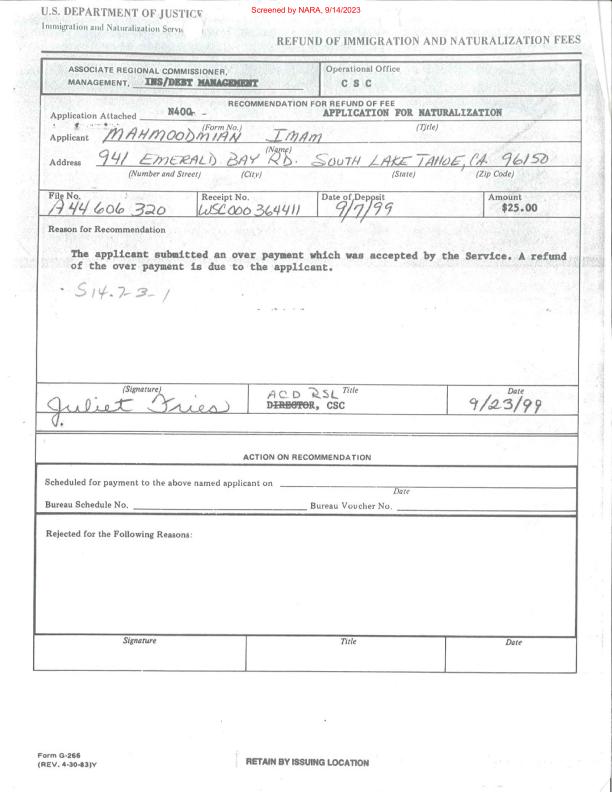 Screened by NARA, 9/14/2023
U.S. DEPARTMENT OF JUSTICE
Immigration and Naturalization Servi
REFUND OF IMMIGRATION AND NATURALIZATION FEES
ASSOCIATE REGIONAL COMMISSIONER,
MANAGEMENT, INS/DEBT MANAGEMENT
Operational Office
C S C
RECOMMENDATION FOR REFUND OF FEE
Application Attached N400 - APPLICATION FOR NATURALIZATION
(Form No.) (Title)
Applicant MAHMOODMIAN IMAM
(Name)
Address 941 EMERALD BAY RD. SOUTH LAKE TAHOE, CA. 96150
(Number and Street) (City) (State) (Zip Code)
File No. Receipt No. Date of Deposit Amount
A44 606 320 WSC000364411 9/7/99 $25.00
Reason for Recommendation
The applicant submitted an over payment which was accepted by the Service. A refund
of the over payment is due to the applicant.
S14.23-1
(Signature) Title Date
Juliet Fries ACD RSL 9/23/99
J. DIRECTOR, CSC
ACTION ON RECOMMENDATION
Scheduled for payment to the above named applicant on
Date
Bureau Schedule No. Bureau Voucher No.
Rejected for the Following Reasons:
Signature Title Date
Form G-266
(REV. 4-30-83)Y
RETAIN BY ISSUING LOCATION